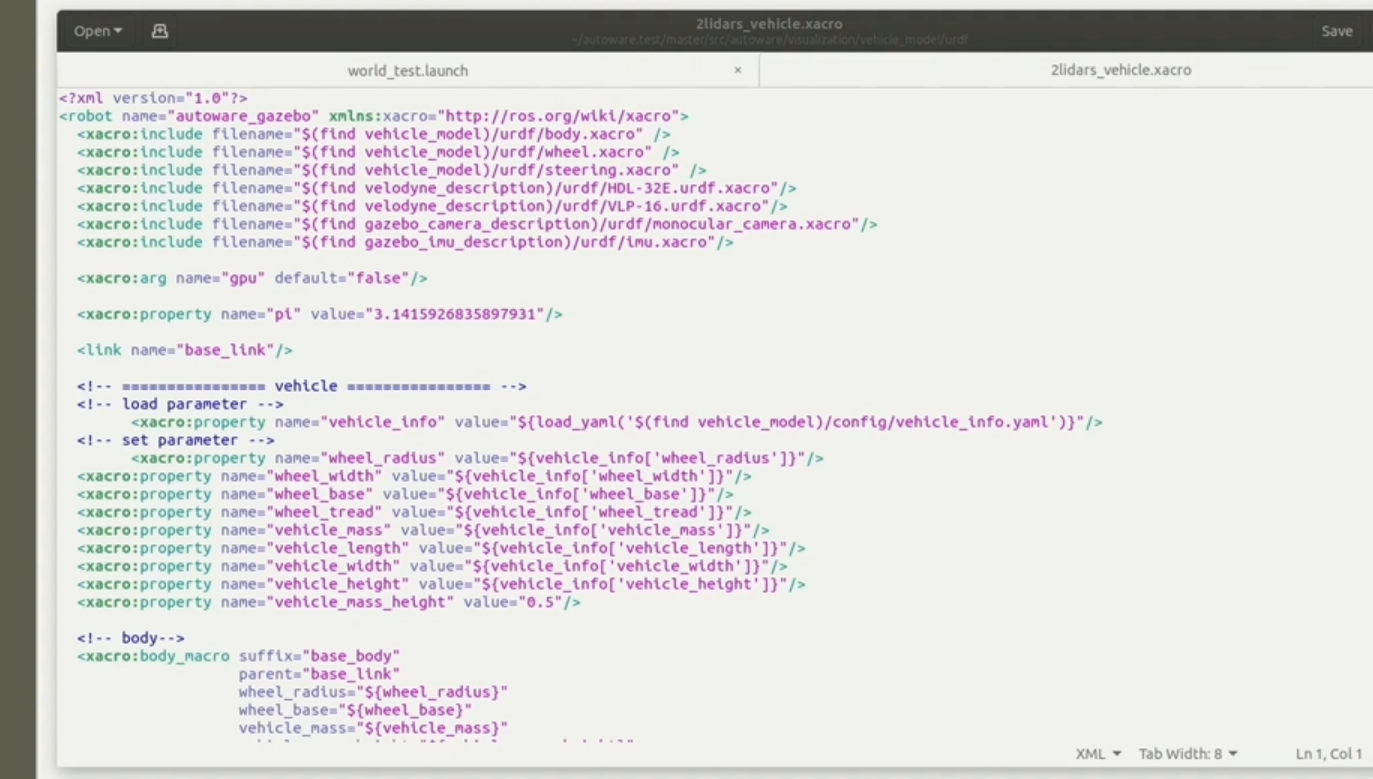 Open
2lidars_vehicle.xacro
~/autoware.test/master/src/autoware/visualization/vehicle_model/urdf
Save
world_test.launch ×
2lidars_vehicle.xacro
<?xml version="1.0"?>
<robot name="autoware_gazebo" xmlns:xacro="http://ros.org/wiki/xacro">
<xacro:include filename="$(find vehicle_model)/urdf/body.xacro" />
<xacro:include filename="$(find vehicle_model)/urdf/wheel.xacro" />
<xacro:include filename="$(find vehicle_model)/urdf/steering.xacro" />
<xacro:include filename="$(find velodyne_description)/urdf/HDL-32E.urdf.xacro"/>
<xacro:include filename="$(find velodyne_description)/urdf/VLP-16.urdf.xacro"/>
<xacro:include filename="$(find gazebo_camera_description)/urdf/monocular_camera.xacro"/>
<xacro:include filename="$(find gazebo_imu_description)/urdf/imu.xacro"/>
<xacro:arg name="gpu" default="false"/>
<xacro:property name="pi" value="3.1415926835897931"/>
<link name="base_link"/>
<!-- ================ vehicle ================ -->
<!-- load parameter -->
<xacro:property name="vehicle_info" value="${load_yaml('$(find vehicle_model)/config/vehicle_info.yaml')}"/>
<!-- set parameter -->
<xacro:property name="wheel_radius" value="${vehicle_info['wheel_radius']}"/>
<xacro:property name="wheel_width" value="${vehicle_info['wheel_width']}"/>
<xacro:property name="wheel_base" value="${vehicle_info['wheel_base']}"/>
<xacro:property name="wheel_tread" value="${vehicle_info['wheel_tread']}"/>
<xacro:property name="vehicle_mass" value="${vehicle_info['vehicle_mass']}"/>
<xacro:property name="vehicle_length" value="${vehicle_info['vehicle_length']}"/>
<xacro:property name="vehicle_width" value="${vehicle_info['vehicle_width']}"/>
<xacro:property name="vehicle_height" value="${vehicle_info['vehicle_height']}"/>
<xacro:property name="vehicle_mass_height" value="0.5"/>
<!-- body-->
<xacro:body_macro suffix="base_body"
parent="base_link"
wheel_radius="${wheel_radius}"
wheel_base="${wheel_base}"
vehicle_mass="${vehicle_mass}"
XML Tab Width: 8 Ln 1, Col 1